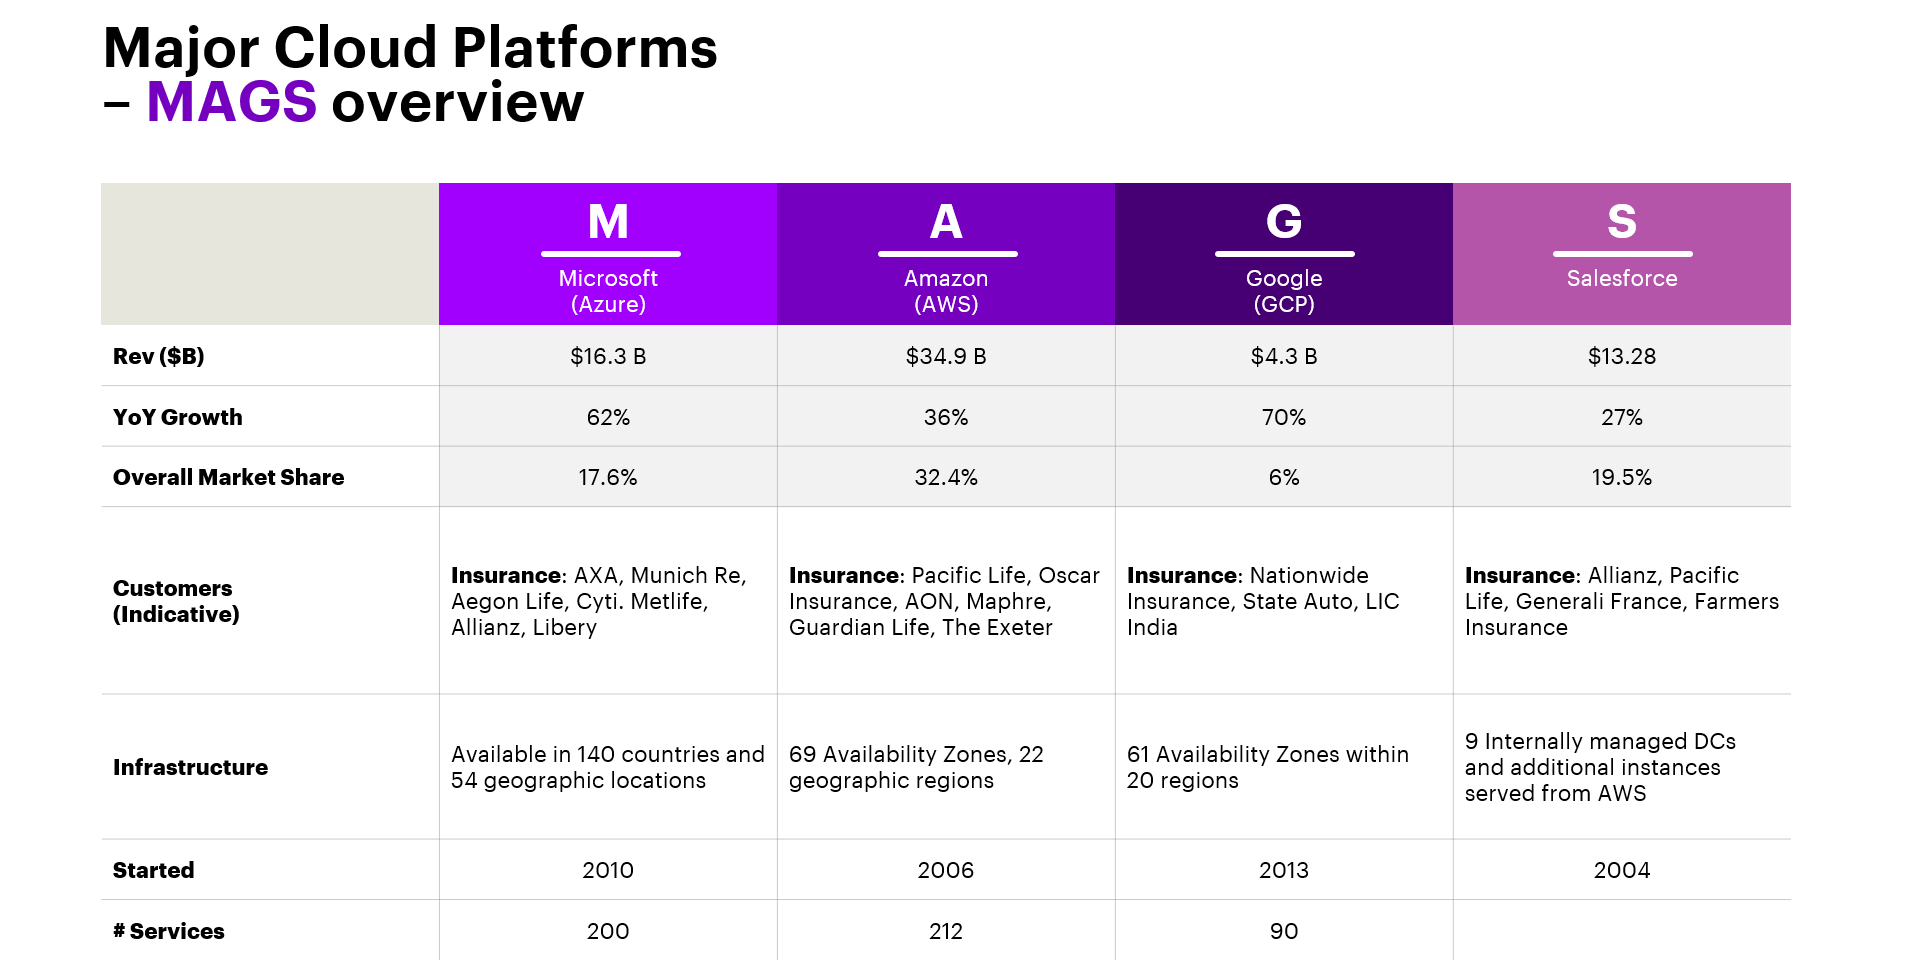 Major Cloud Platforms
– MAGS overview
M
Microsoft
(Azure)
A
Amazon
(AWS)
G
Google
(GCP)
S
Salesforce
Rev ($B)
$16.3 B
$34.9 B
$4.3 B
$13.28
YoY Growth
62%
36%
70%
27%
Overall Market Share
17.6%
32.4%
6%
19.5%
Customers
(Indicative)
Insurance: AXA, Munich Re,
Aegon Life, Cyti. Metlife,
Allianz, Libery
Insurance: Pacific Life, Oscar
Insurance, AON, Maphre,
Guardian Life, The Exeter
Insurance: Nationwide
Insurance, State Auto, LIC
India
Insurance: Allianz, Pacific
Life, Generali France, Farmers
Insurance
Infrastructure
Available in 140 countries and
54 geographic locations
69 Availability Zones, 22
geographic regions
61 Availability Zones within
20 regions
9 Internally managed DCs
and additional instances
served from AWS
Started
2010
2006
2013
2004
# Services
200
212
90